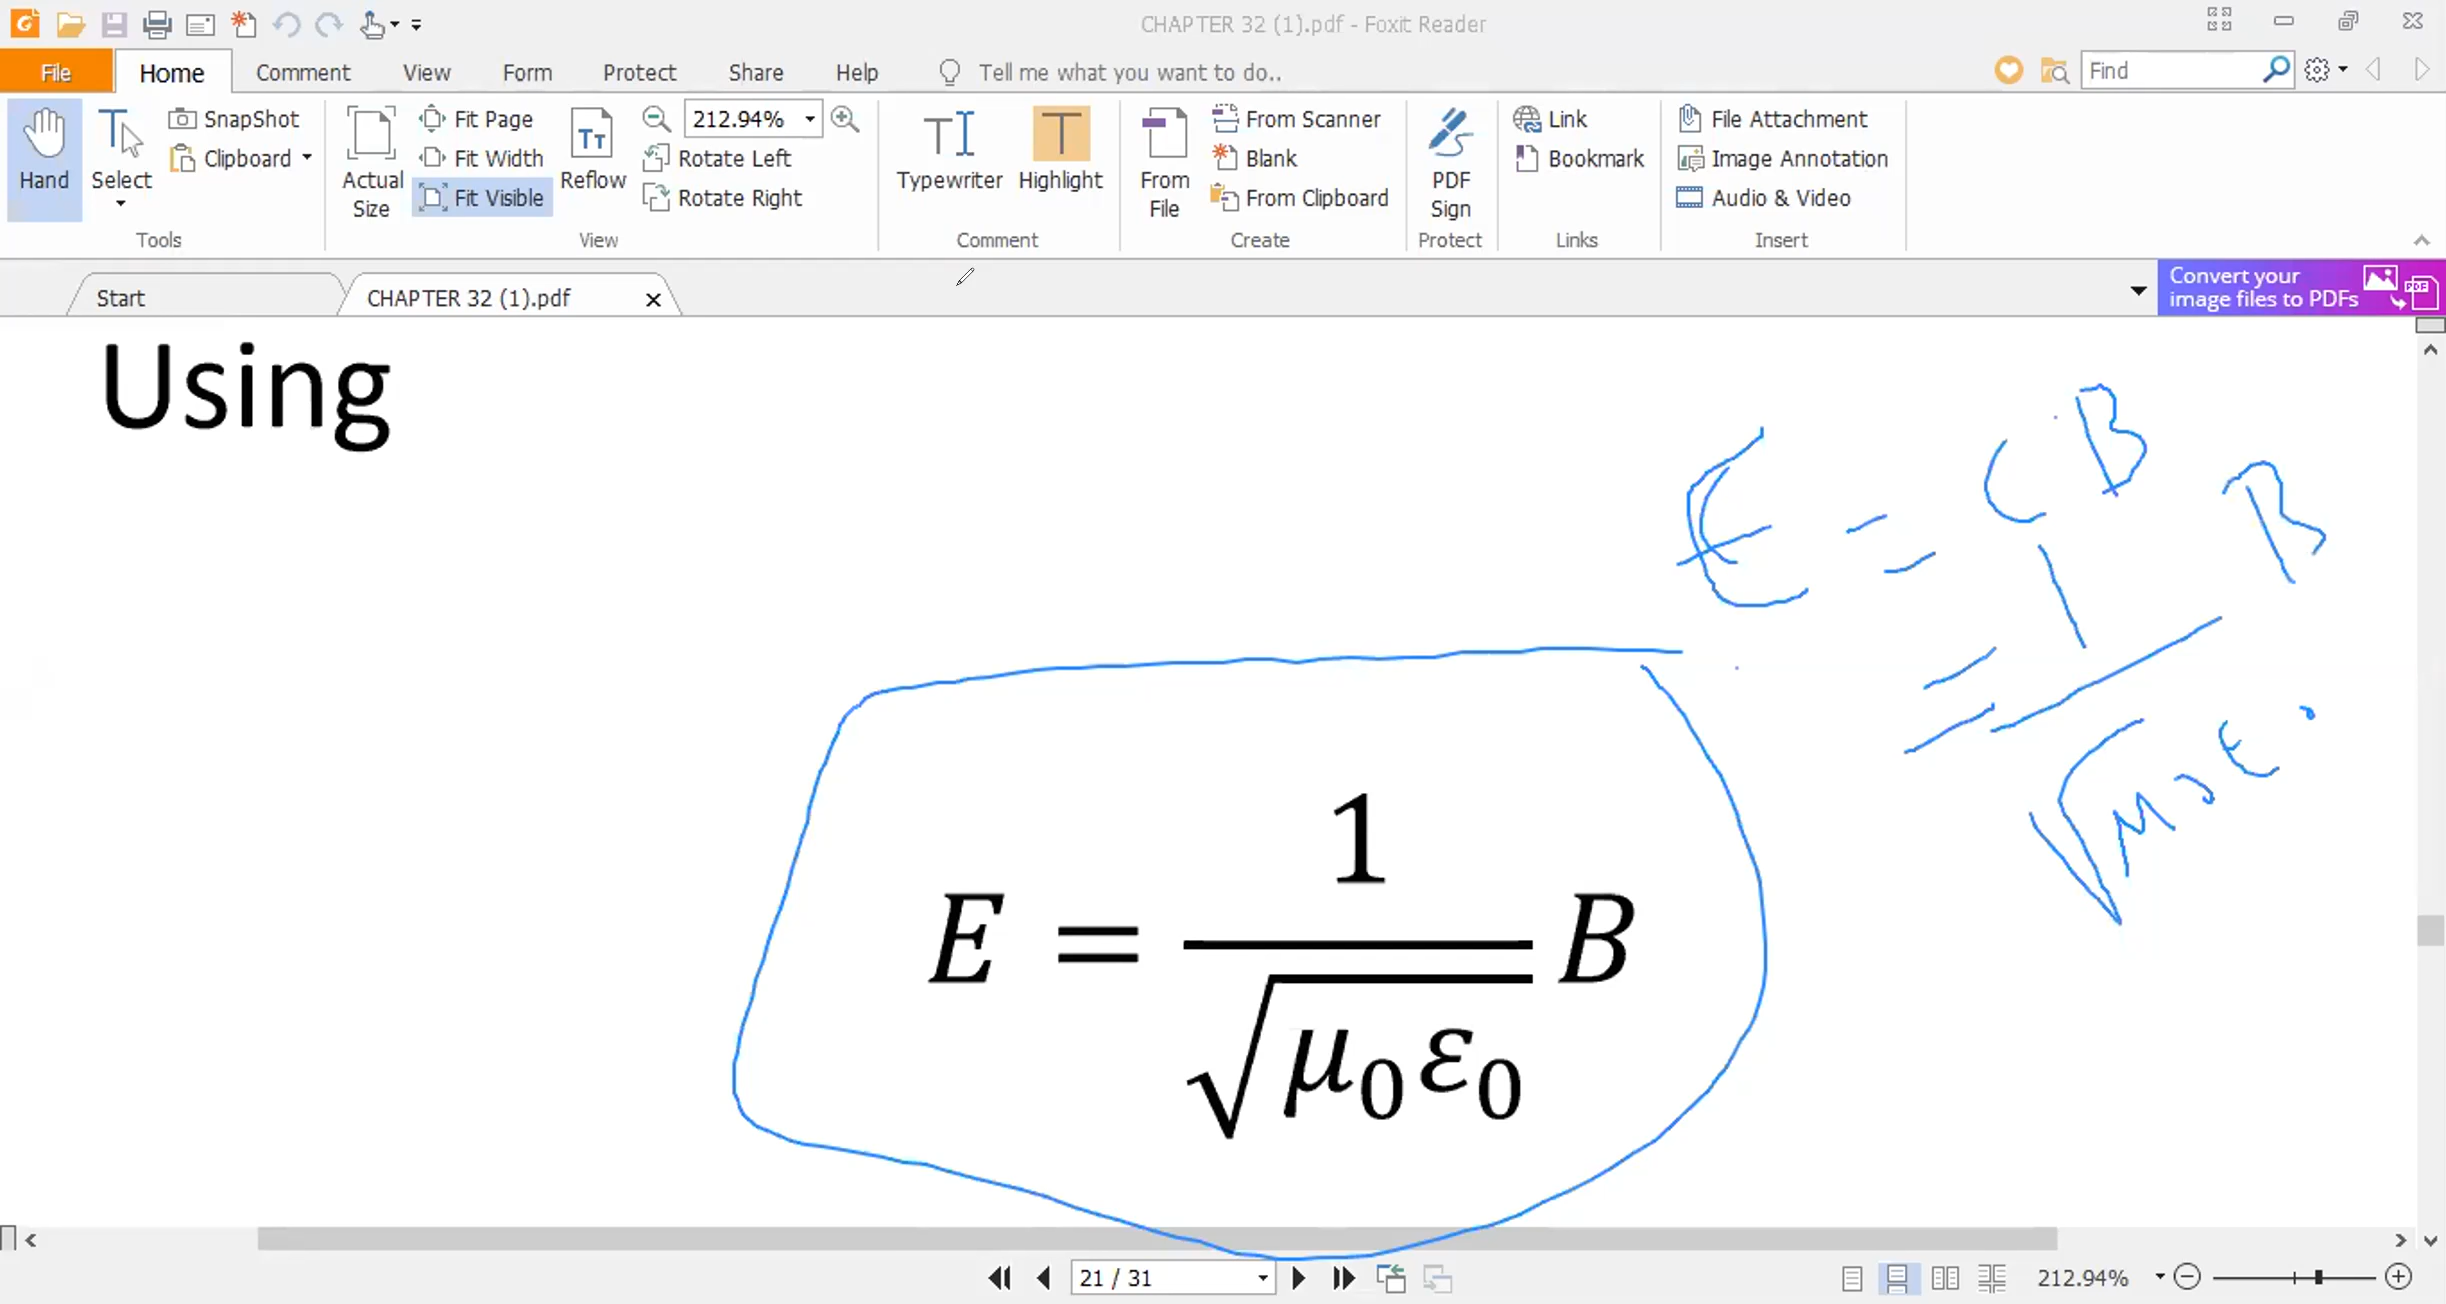 CHAPTER 32 (1).pdf - Foxit Reader
File Home Comment View Form Protect Share Help Tell me what you want to do.. Find
Hand
Select
SnapShot
Clipboard
Tools
Actual Size
Fit Page
Fit Width
Fit Visible
Reflow
212.94%
Rotate Left
Rotate Right
View
Typewriter
Highlight
Comment
From File
From Scanner
Blank
From Clipboard
Create
PDF Sign
Protect
Link
Bookmark
Links
File Attachment
Image Annotation
Audio & Video
Insert
Start
CHAPTER 32 (1).pdf
Convert your
image files to PDFs
PDF
Using
E = CB
= 1/√μ₀ε₀ B
E = 1/√μ₀ε₀ B
21 / 31
212.94%